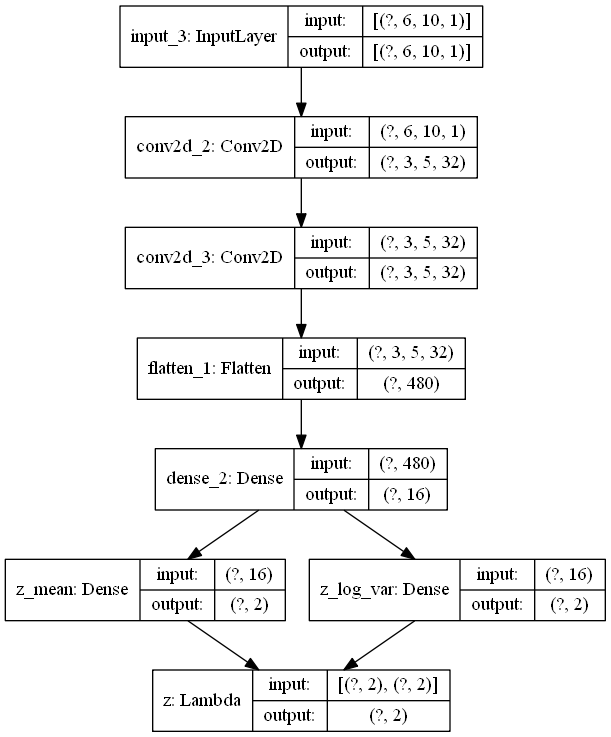 input_3: InputLayer
input:
[(?, 6, 10, 1)]
output:
[(?, 6, 10, 1)]
conv2d_2: Conv2D
input:
(?, 6, 10, 1)
output:
(?, 3, 5, 32)
conv2d_3: Conv2D
input:
(?, 3, 5, 32)
output:
(?, 3, 5, 32)
flatten_1: Flatten
input:
(?, 3, 5, 32)
output:
(?, 480)
dense_2: Dense
input:
(?, 480)
output:
(?, 16)
z_mean: Dense
input:
(?, 16)
output:
(?, 2)
z_log_var: Dense
input:
(?, 16)
output:
(?, 2)
z: Lambda
input:
[(?, 2), (?, 2)]
output:
(?, 2)